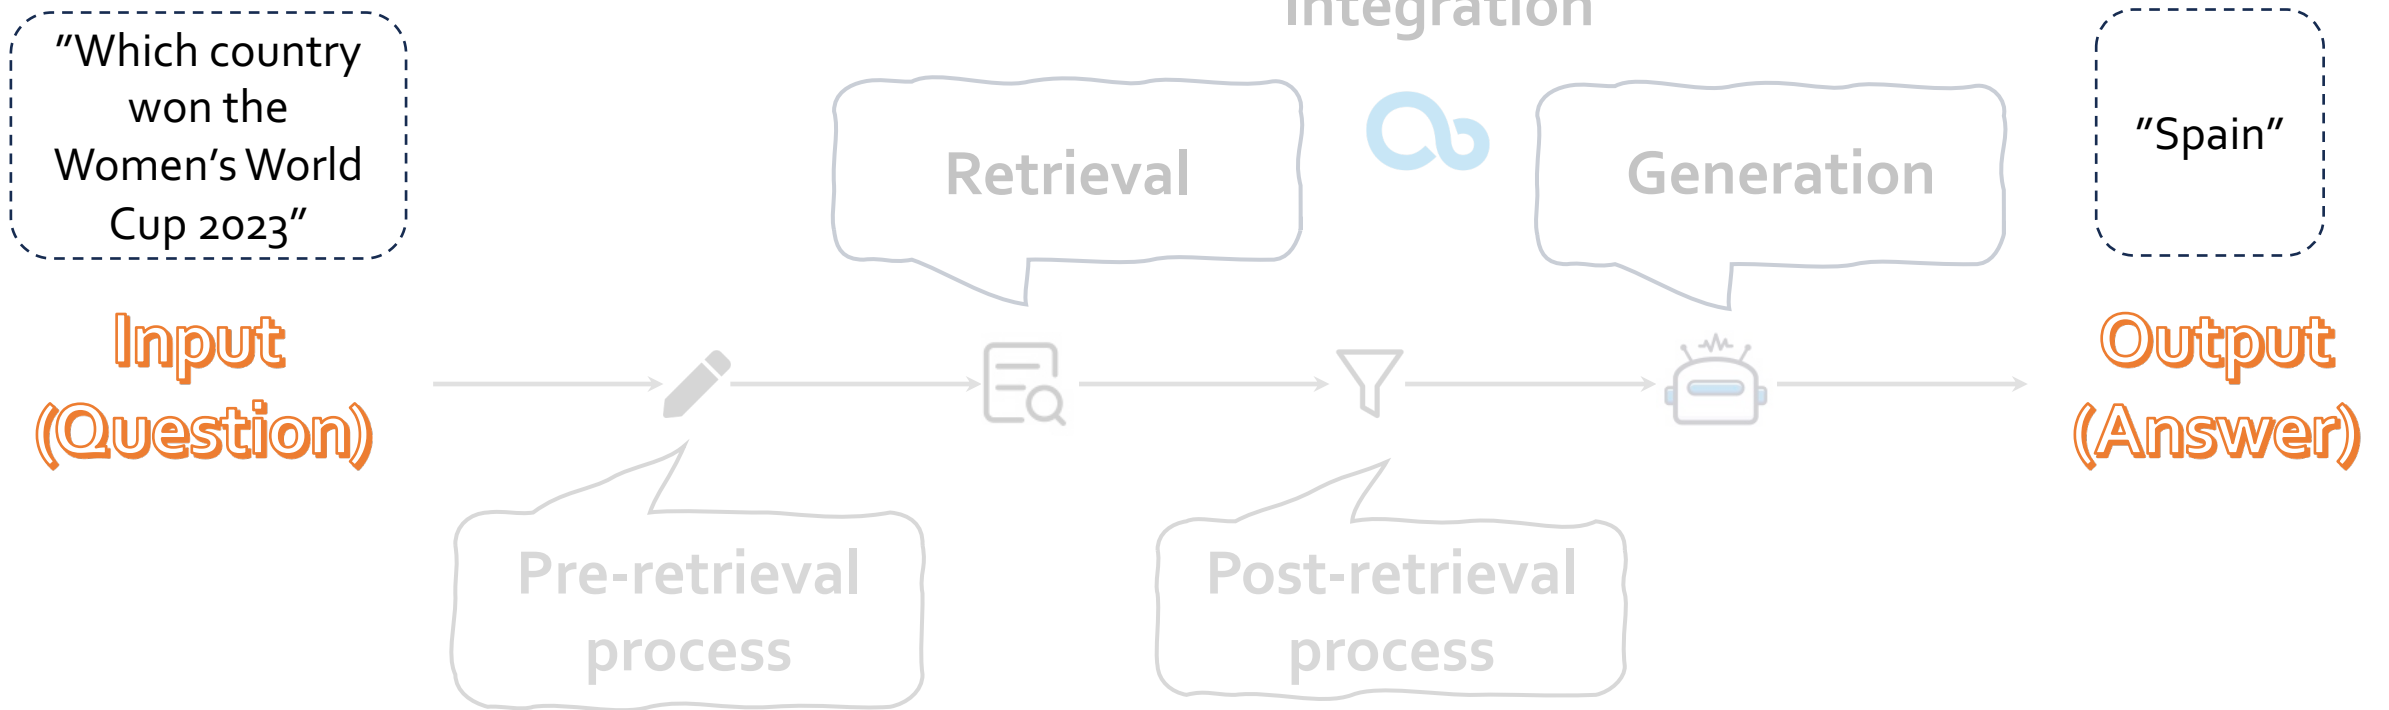 "Which country
won the
Women's World
Cup 2023"
Input
(Question)
Integration
Retrieval
Generation
Pre-retrieval
process
Post-retrieval
process
"Spain"
Output
(Answer)